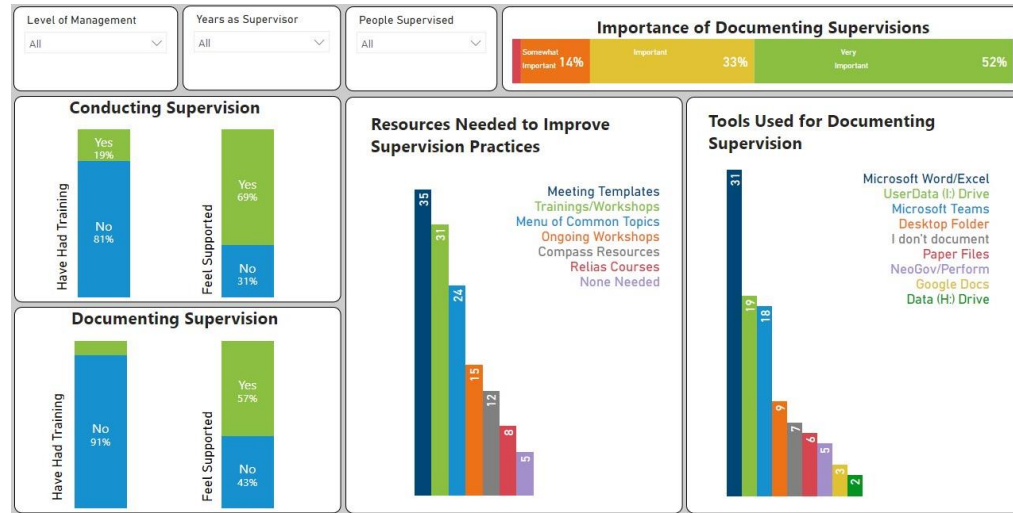 Level of Management
All
Years as Supervisor
All
People Supervised
All
Importance of Documenting Supervisions
Somewhat
Important 14%
Important
33%
Very
Important
52%
Conducting Supervision
Have Had Training
Yes
19%
No
81%
Feel Supported
Yes
69%
No
31%
Documenting Supervision
Have Had Training
No
91%
Feel Supported
Yes
57%
No
43%
Resources Needed to Improve
Supervision Practices
35
31
24
15
12
8
5
Meeting Templates
Trainings/Workshops
Menu of Common Topics
Ongoing Workshops
Compass Resources
Relias Courses
None Needed
Tools Used for Documenting
Supervision
31
19
18
9
7
6
5
3
2
Microsoft Word/Excel
UserData (I:) Drive
Microsoft Teams
Desktop Folder
I don't document
Paper Files
NeoGov/Perform
Google Docs
Data (H:) Drive